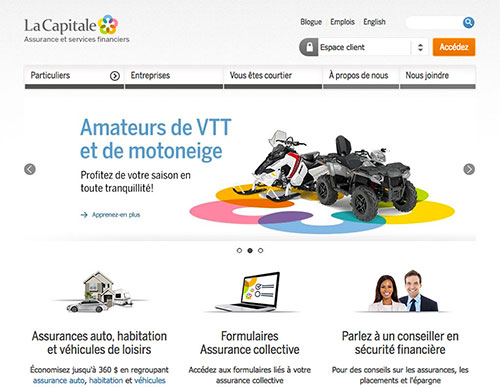 La Capitale
Assurance et services financiers
Blogue Emplois English
Espace client
Accédez
Particuliers Entreprises Vous êtes courtier À propos de nous Nous joindre
Amateurs de VTT
et de motoneige
Profitez de votre saison en
toute tranquillité!
Apprenez-en plus
Assurances auto, habitation
et véhicules de loisirs
Économisez jusqu'à 360 $ en regroupant
assurance auto, habitation et véhicules
Formulaires
Assurance collective
Accédez aux formulaires liés à votre
assurance collective
Parlez à un conseiller en
sécurité financière
Pour des conseils sur les assurances, les
placements et l'épargne